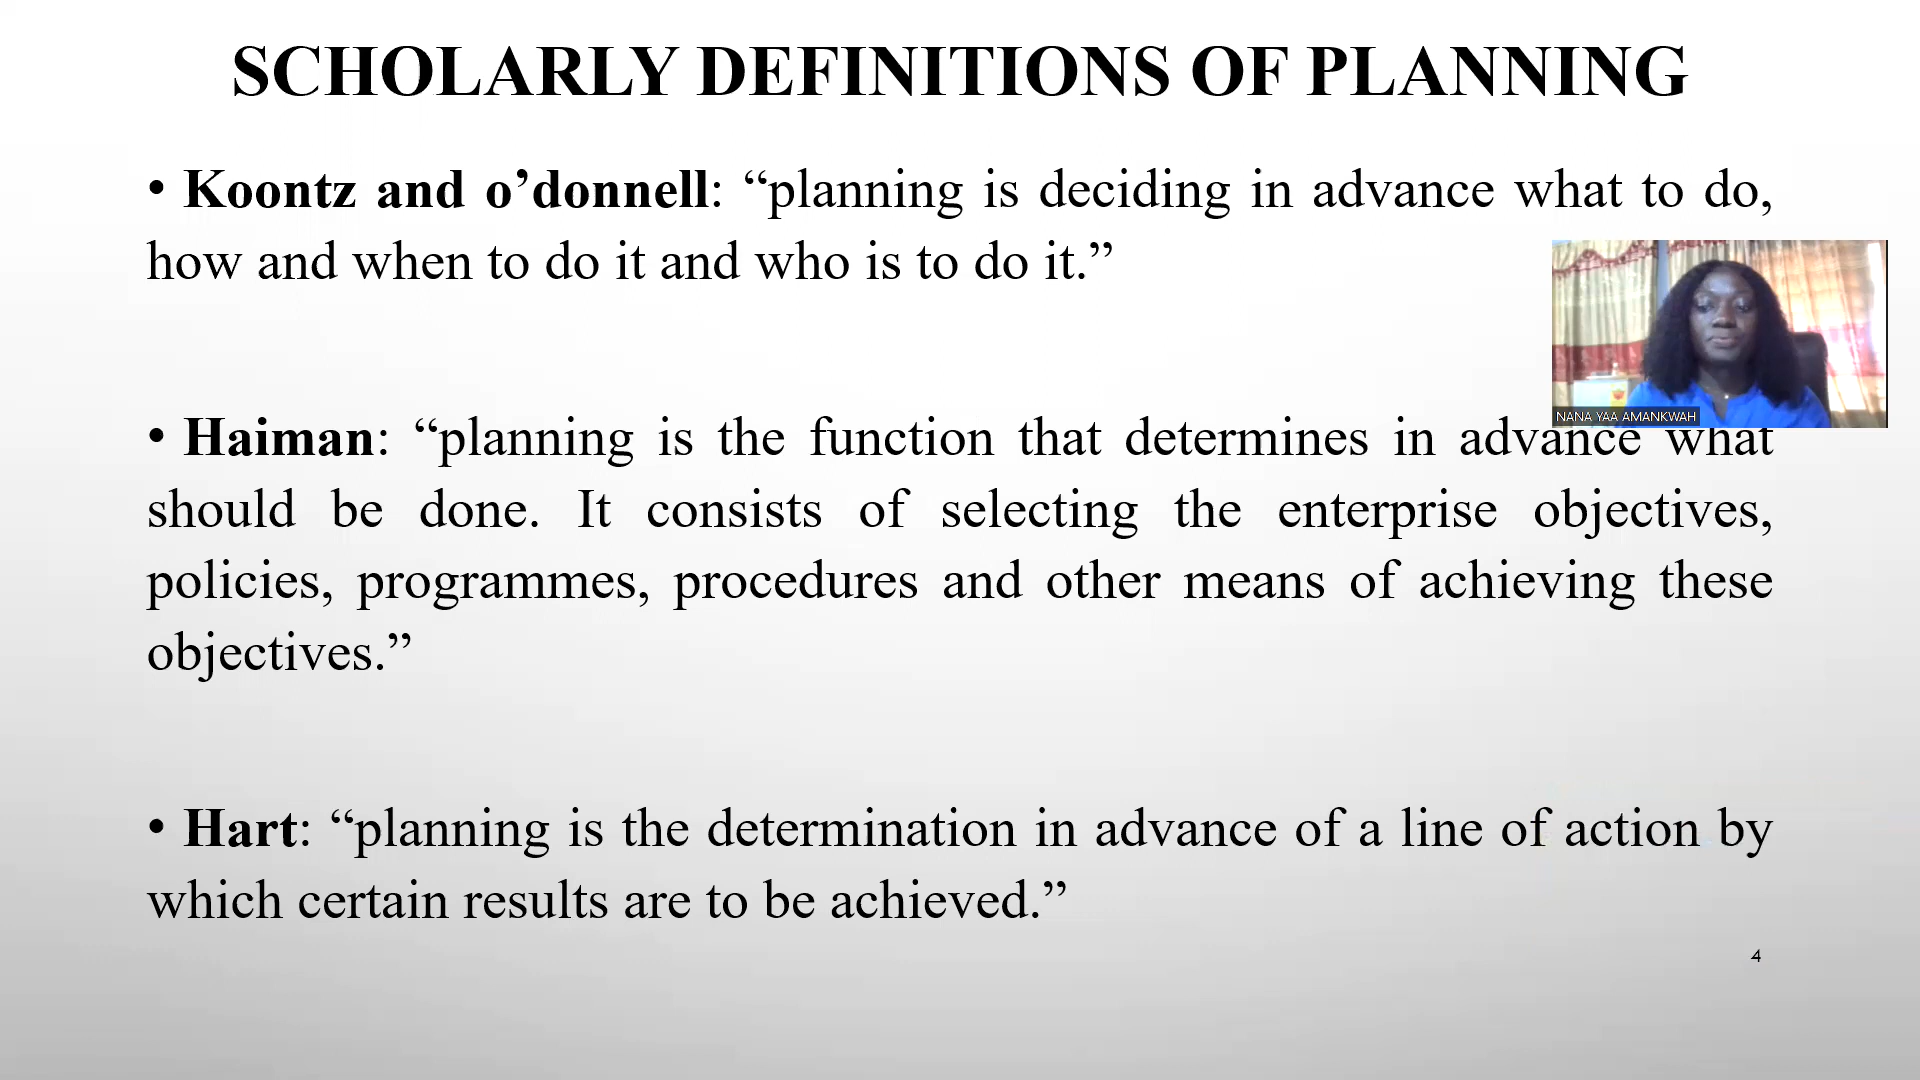 SCHOLARLY DEFINITIONS OF PLANNING
• Koontz and o’donnell: “planning is deciding in advance what to do,
how and when to do it and who is to do it.”
NANA YAA AMANKWAH
• Haiman: “planning is the function that determines in advance what
should be done. It consists of selecting the enterprise objectives,
policies, programmes, procedures and other means of achieving these
objectives.”
• Hart: “planning is the determination in advance of a line of action by
which certain results are to be achieved.”
4